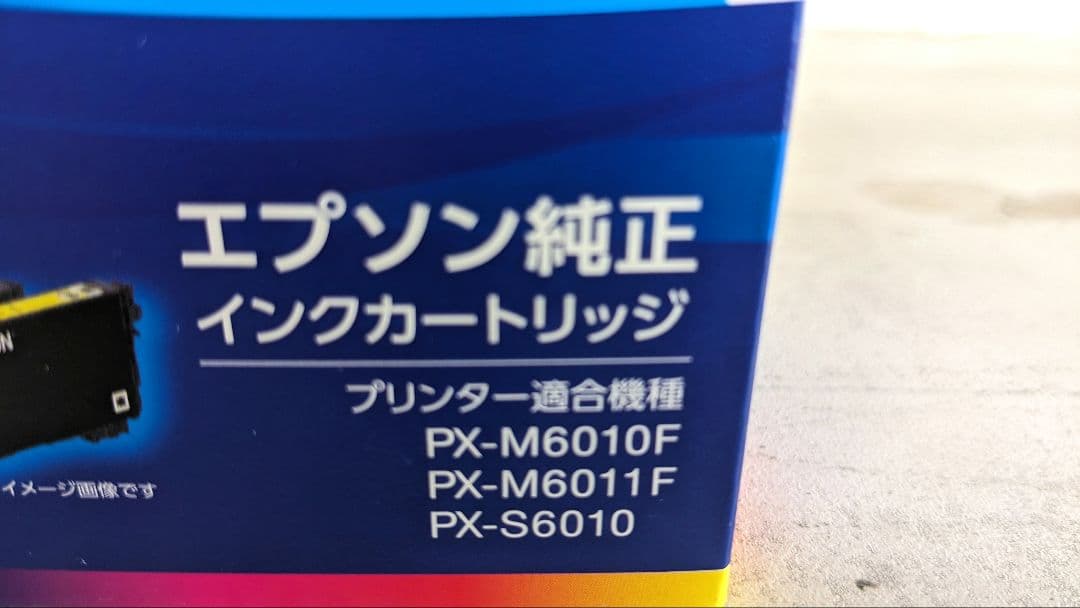 エプソン純正
インクカートリッジ
プリンター適合機種
PX-M6010F
PX-M6011F
PX-S6010
イメージ画像です